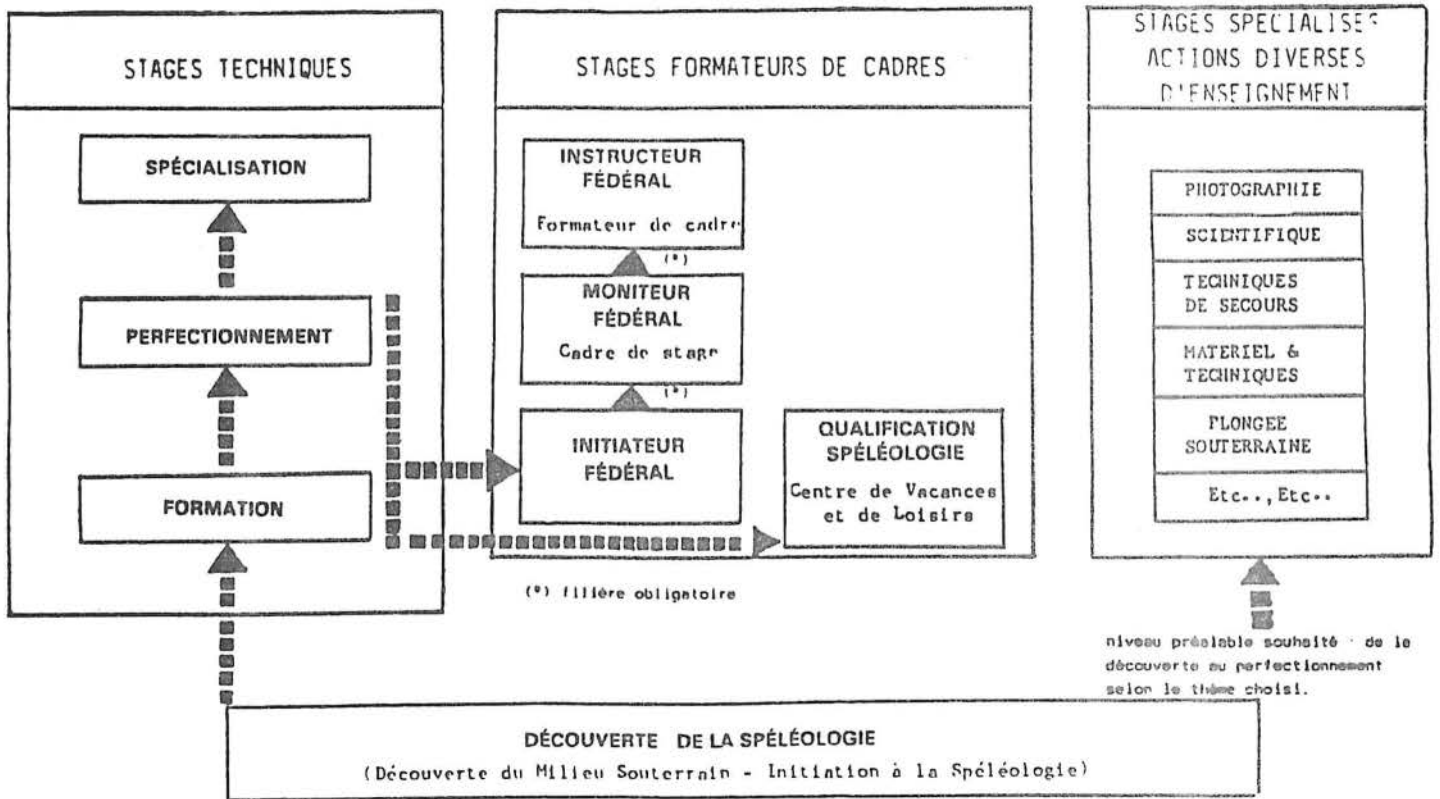 STAGES TECHNIQUES
SPÉCIALISATION
PERFECTIONNEMENT
FORMATION
STAGES FORMATEURS DE CADRES
INSTRUCTEUR
FÉDÉRAL
Formateur de cadre
(*)
MONITEUR
FÉDÉRAL
Cadre de stage
(*)
INITIATEUR
FÉDÉRAL
QUALIFICATION
SPÉLÉOLOGIE
Centre de Vacances
et de Loisirs
(*) filière obligatoire
STAGES SPECIALISES
ACTIONS DIVERSES
D'ENSEIGNEMENT
PHOTOGRAPHIE
SCIENTIFIQUE
TECHNIQUES
DE SECOURS
MATERIEL &
TECHNIQUES
PLONGEE
SOUTERRAINE
Etc..,Etc..
niveau préalable souhaité : de la
découverte au perfectionnement
selon le thème choisi.
DÉCOUVERTE DE LA SPÉLÉOLOGIE
(Découverte du Milieu Souterrain - Initiation à la Spéléologie)